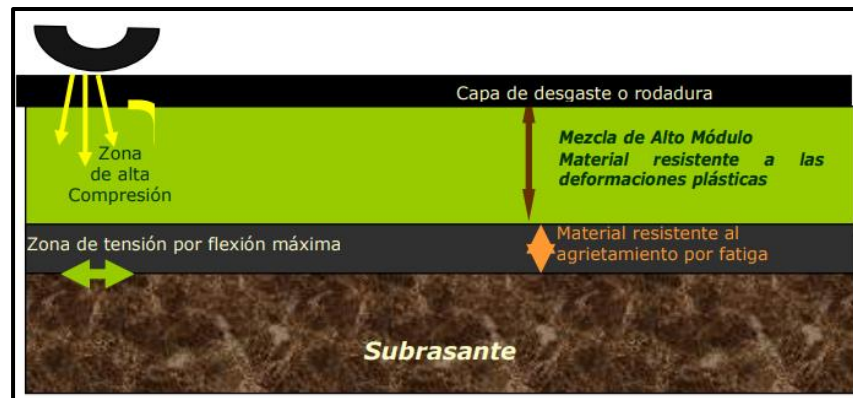 Capa de desgaste o rodadura
Zona
de alta
Compresión
Mezcla de Alto Módulo
Material resistente a las
deformaciones plásticas
Zona de tensión por flexión máxima
Material resistente al
agrietamiento por fatiga
Subrasante